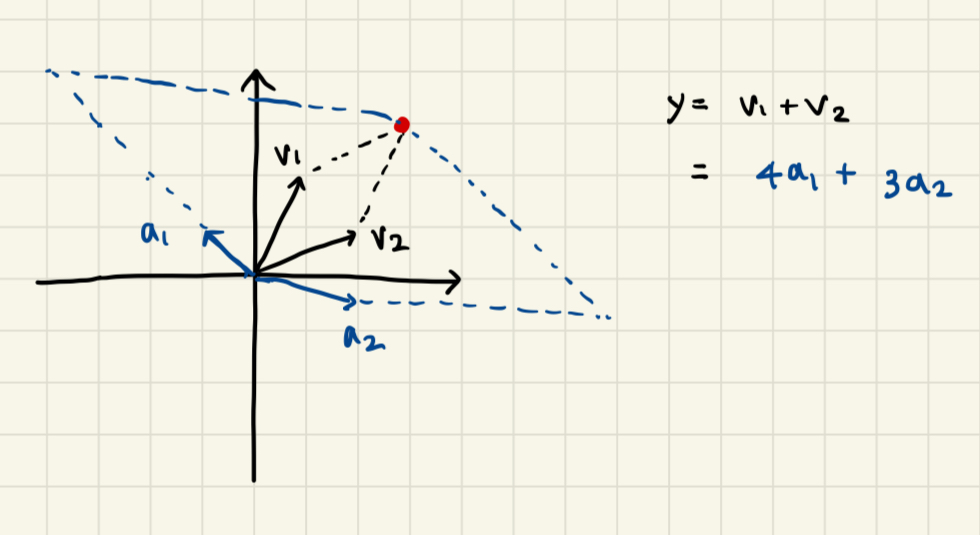 y = v₁ + v₂
v₁
= 4a₁ + 3a₂
a₁
v₂
a₂